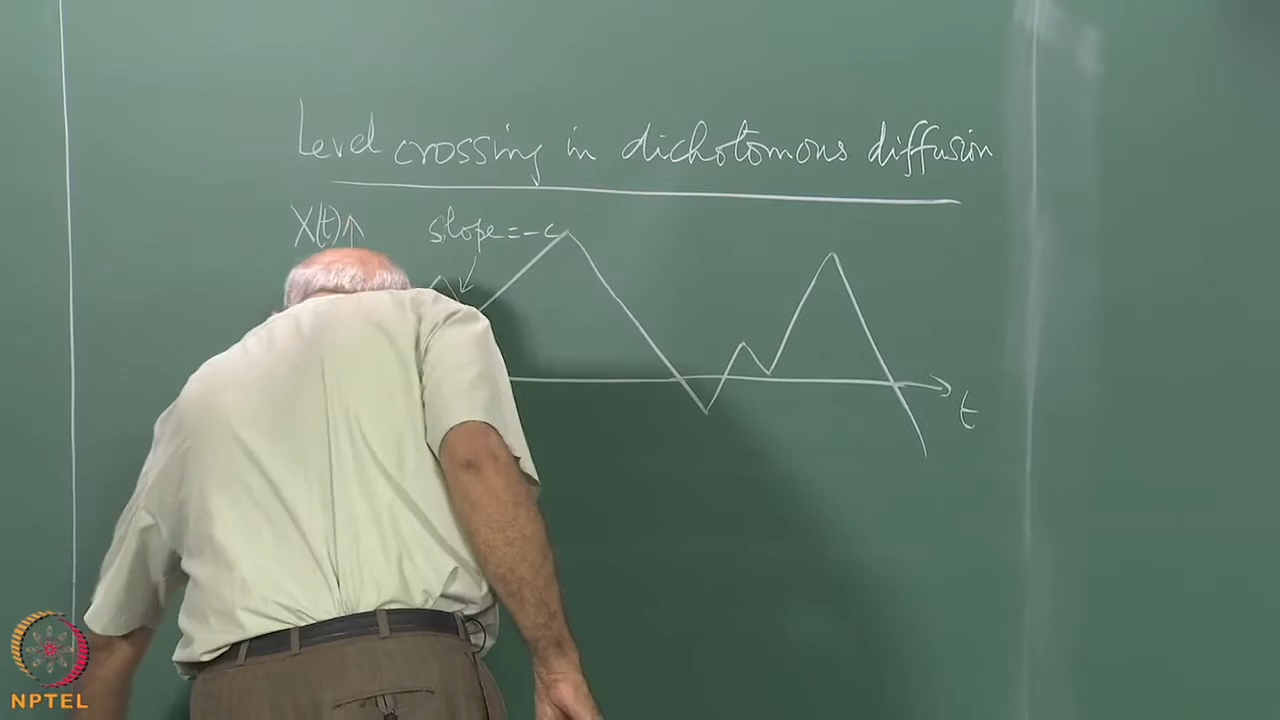 Level crossing in dichotomous diffusion
X(t)↑
slope = -c
t
NPTEL